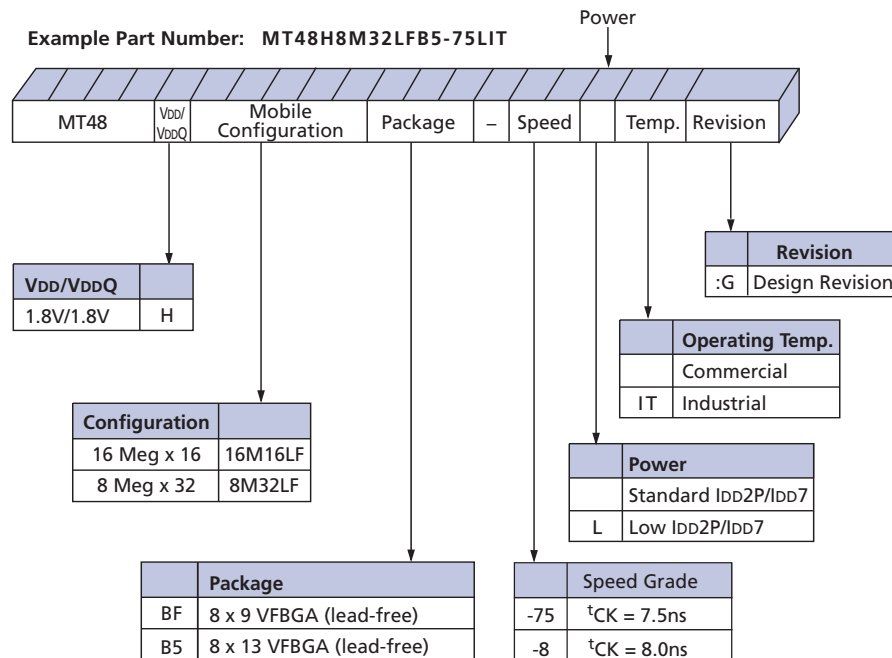 Power
Example Part Number: MT48H8M32LFB5-75LIT
MT48
VDD/
VDDQ
Mobile
Configuration
Package
–
Speed
Temp.
Revision
Revision
:G Design Revision
VDD/VDDQ
1.8V/1.8V H
Operating Temp.
Commercial
IT Industrial
Configuration
16 Meg x 16 16M16LF
8 Meg x 32 8M32LF
Power
Standard IDD2P/IDD7
L Low IDD2P/IDD7
Package
BF 8 x 9 VFBGA (lead-free)
B5 8 x 13 VFBGA (lead-free)
Speed Grade
-75 tCK = 7.5ns
-8 tCK = 8.0ns